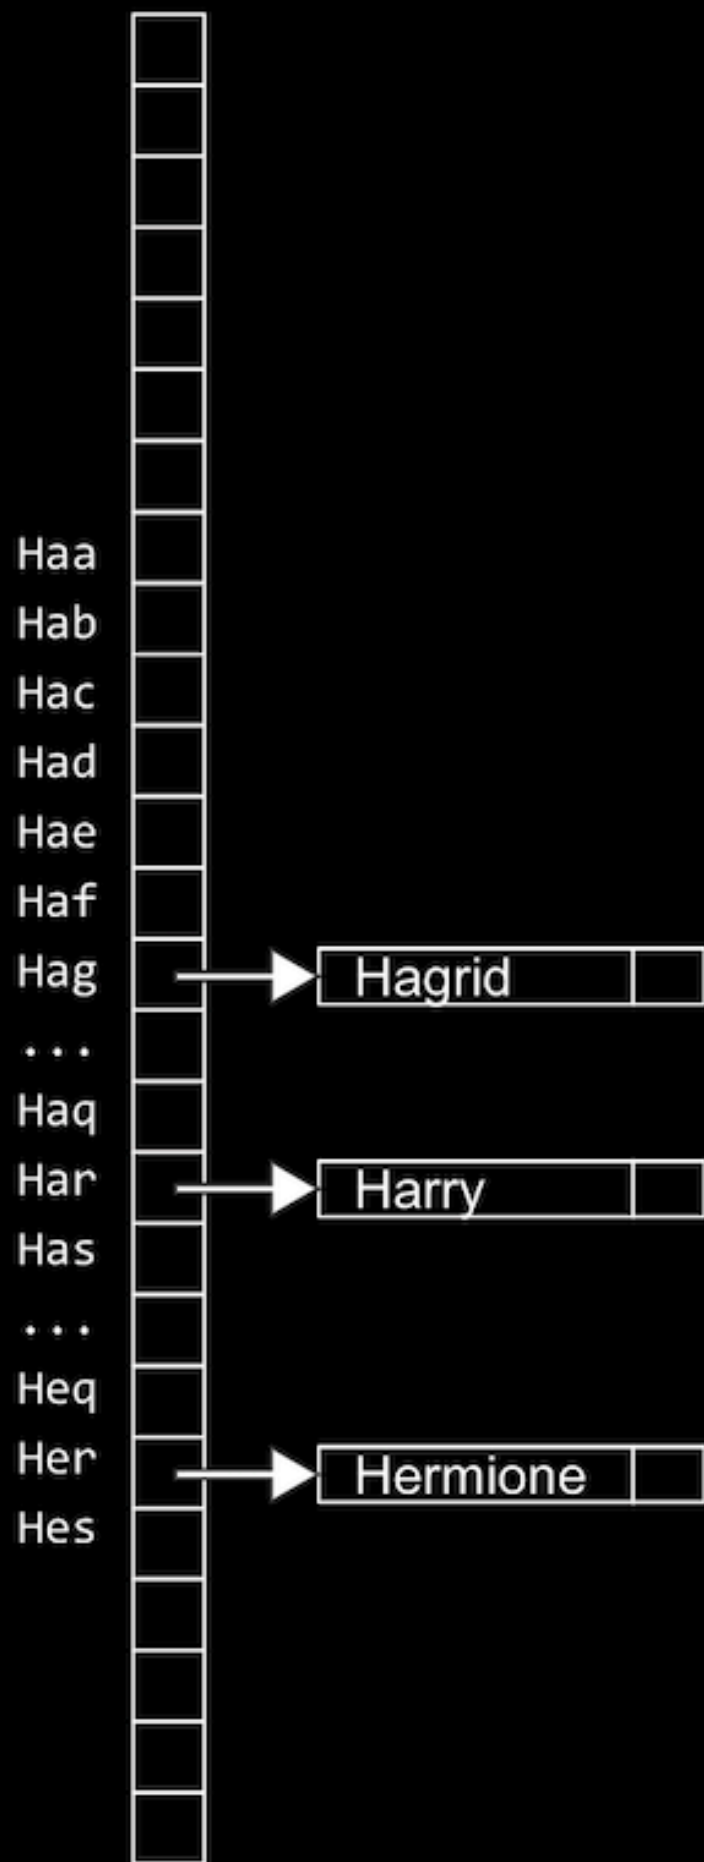 Haa
Hab
Hac
Had
Hae
Haf
Hag Hagrid
...
Haq
Har Harry
Has
...
Heq
Her Hermione
Hes